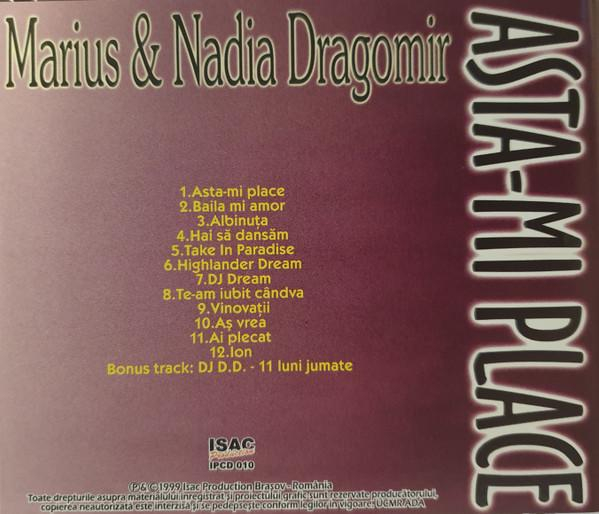 Marius & Nadia Dragomir
ASTA-MI PLACE
1.Asta-mi place
2.Baila mi amor
3.Albinuța
4.Hai să dansăm
5.Take In Paradise
6.Highlander Dream
7.DJ Dream
8.Te-am iubit cândva
9.Vinovații
10.Aș vrea
11.Ai plecat
12.Ion
Bonus track: DJ D.D. - 11 luni jumate
ISAC
Production
IPCD 010
℗& ©1999 Isac Production Brașov - România
Toate drepturile asupra materialului înregistrat și proiectului grafic sunt rezervate producătorului,
copierea neautorizată este interzisă și se pedepsește conform legilor în vigoare. UCMR ADA